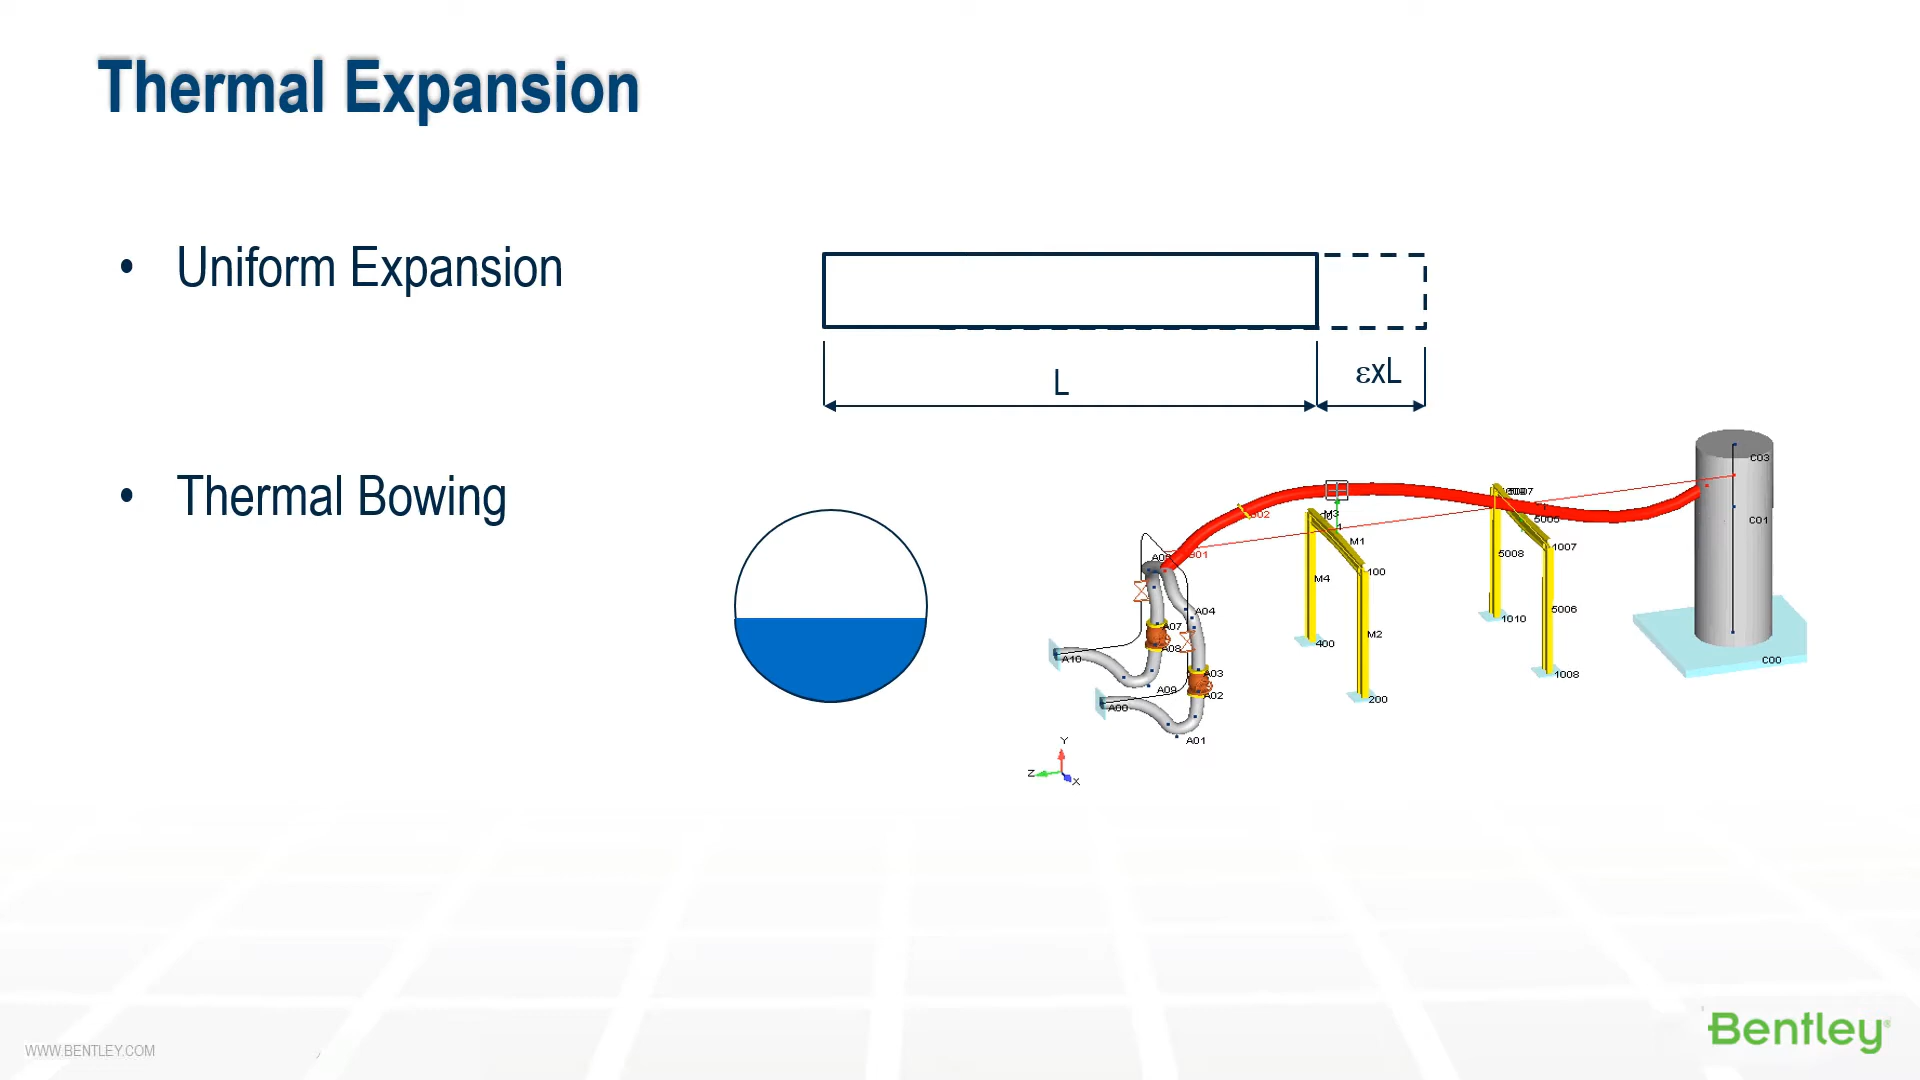 Thermal Expansion
• Uniform Expansion
L
εxL
• Thermal Bowing
C03
C01
C00
M3
M1
M4
M2
100
400
200
5005
1007
5008
5006
1010
1008
A04
A07
A08
A10
A03
A02
A09
A00
A01
Y
Z
X
WWW.BENTLEY.COM
Bentley®